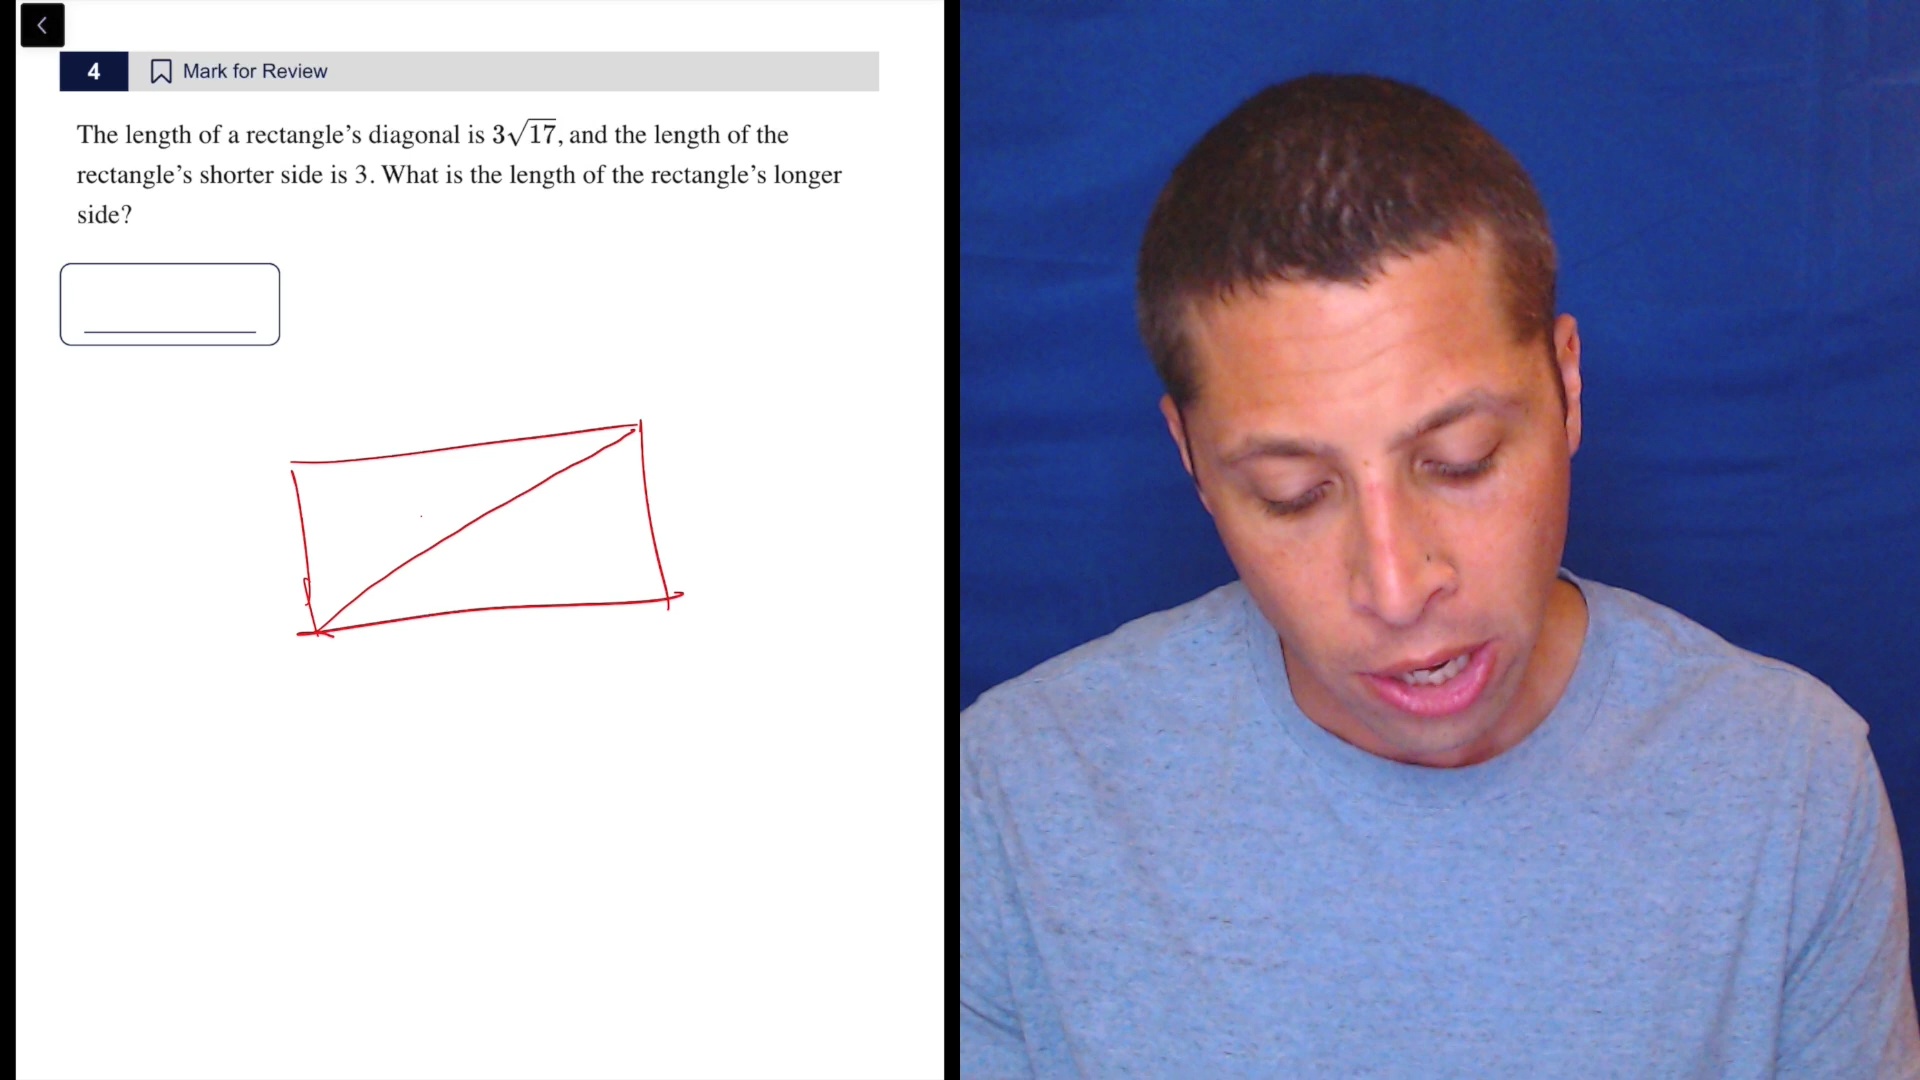 4 Mark for Review
The length of a rectangle’s diagonal is 3√17, and the length of the
rectangle’s shorter side is 3. What is the length of the rectangle’s longer
side?